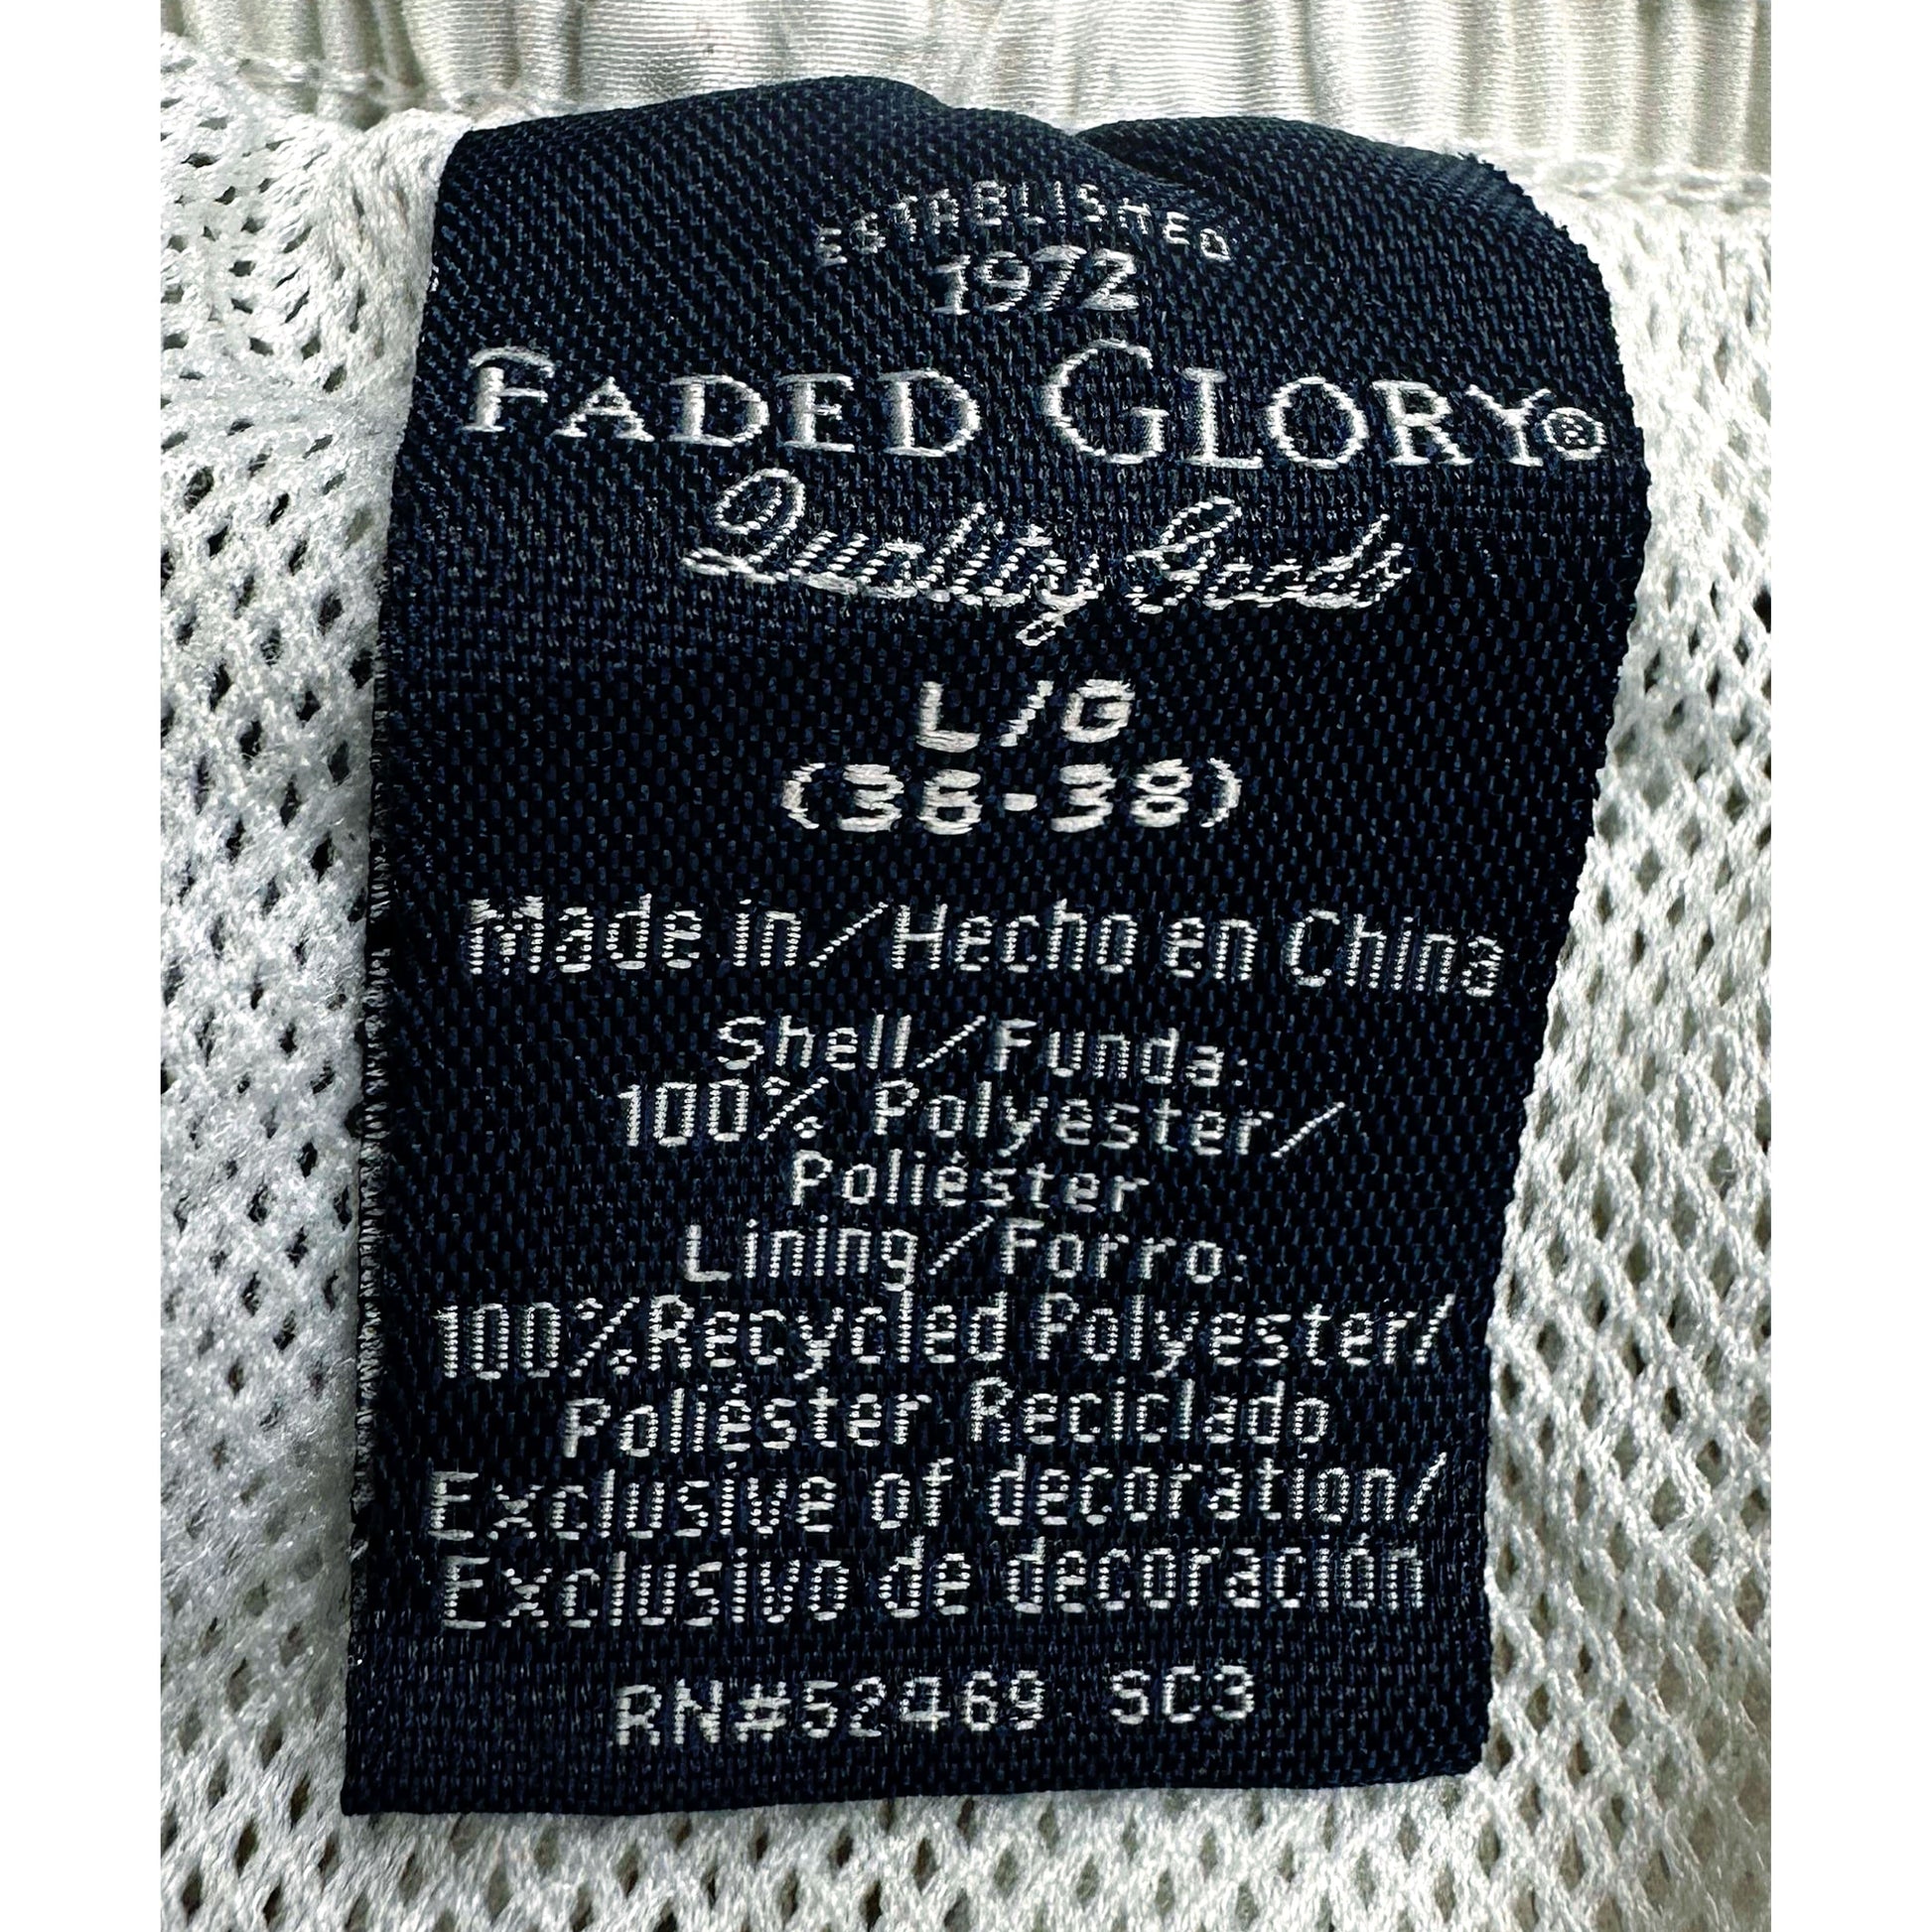 ESTABLISHED
1972
FADED GLORY®
Quality Goods
L/G
(36-38)
Made in/Hecho en China
Shell/Funda:
100% Polyester/
Poliéster
Lining/Forro:
100% Recycled Polyester/
Poliéster Reciclado
Exclusive of decoration/
Exclusivo de decoración
RN#52469 SC3